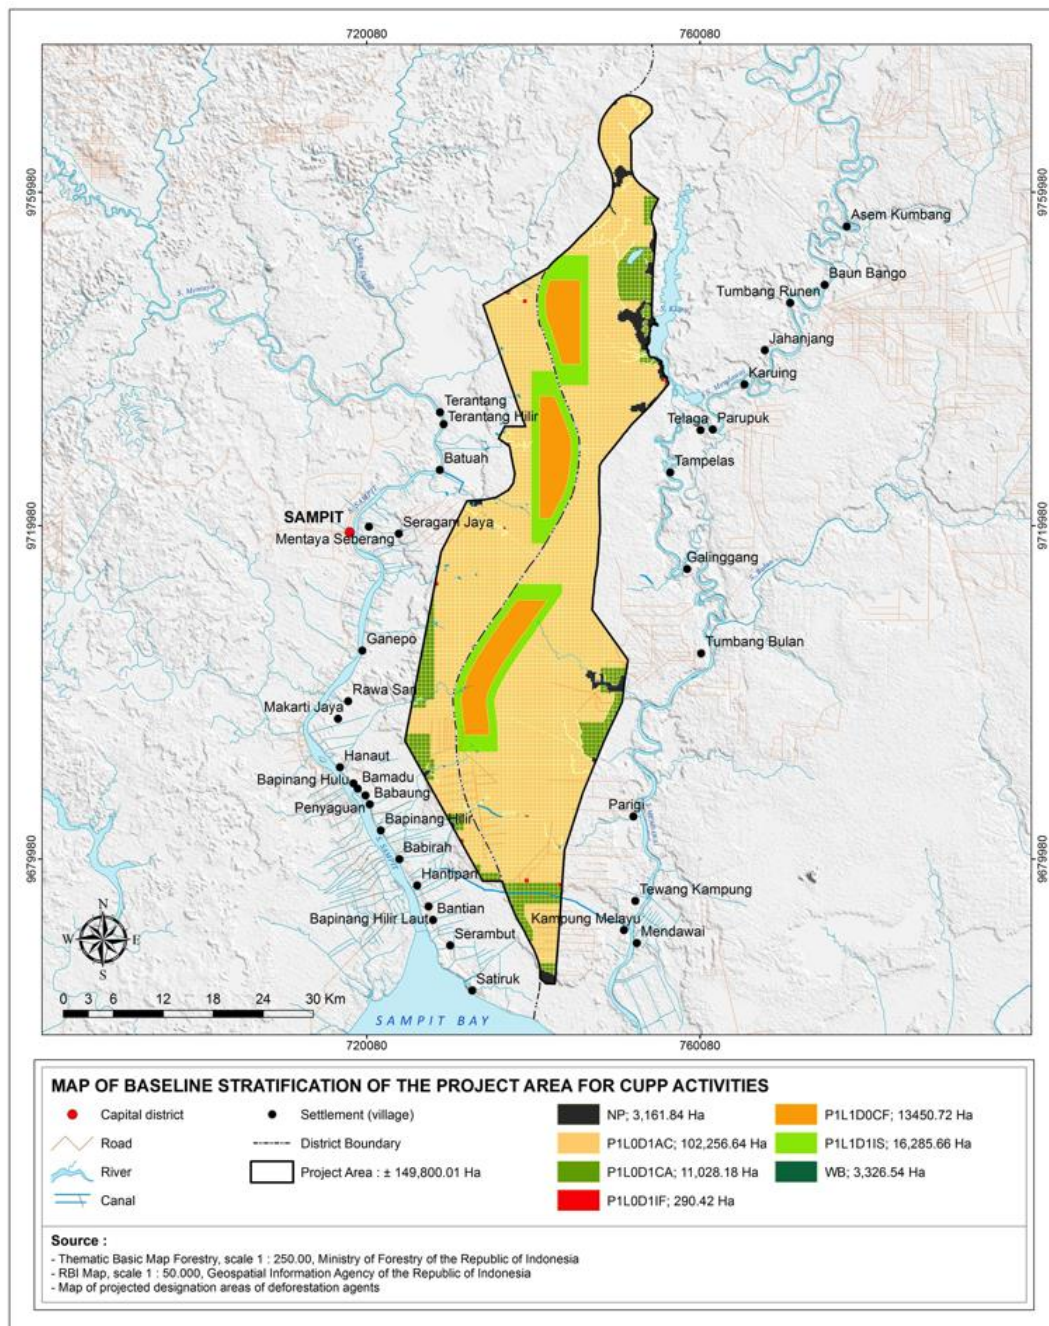 720080
760080
9759980
9759980
Asem Kumbang
Baun Bango
Tumbang Runen
S. Mentaya
Jahanjang
Karuing
Terantang
Terantang Hilir
Telaga
Parupuk
Batuah
Tampelas
S. SAMPIT
SAMPIT
Seragam Jaya
Mentaya Seberang
9719980
9719980
Galinggang
Ganepo
Tumbang Bulan
Rawa Sari
Makarti Jaya
Hanaut
Bapinang Hulu
Bamadu
Babaung
Penyaguan
Parigi
Bapinang Hilir
Babirah
9679980
9679980
Hantipan
Tewang Kampung
Bantian
Bapinang Hilir Laut
Kampung Melayu
Mendawai
Serambut
Satiruk
N
W E
S
0 3 6 12 18 24 30 Km
SAMPIT BAY
720080
760080
MAP OF BASELINE STRATIFICATION OF THE PROJECT AREA FOR CUPP ACTIVITIES
Capital district
Road
River
Canal
Settlement (village)
District Boundary
Project Area : ± 149,800.01 Ha
NP; 3,161.84 Ha
P1L0D1AC; 102,256.64 Ha
P1L0D1CA; 11,028.18 Ha
P1L0D1IF; 290.42 Ha
P1L1D0CF; 13450.72 Ha
P1L1D1IS; 16,285.66 Ha
WB; 3,326.54 Ha
Source :
- Thematic Basic Map Forestry, scale 1 : 250.00, Ministry of Forestry of the Republic of Indonesia
- RBI Map, scale 1 : 50.000, Geospatial Information Agency of the Republic of Indonesia
- Map of projected designation areas of deforestation agents